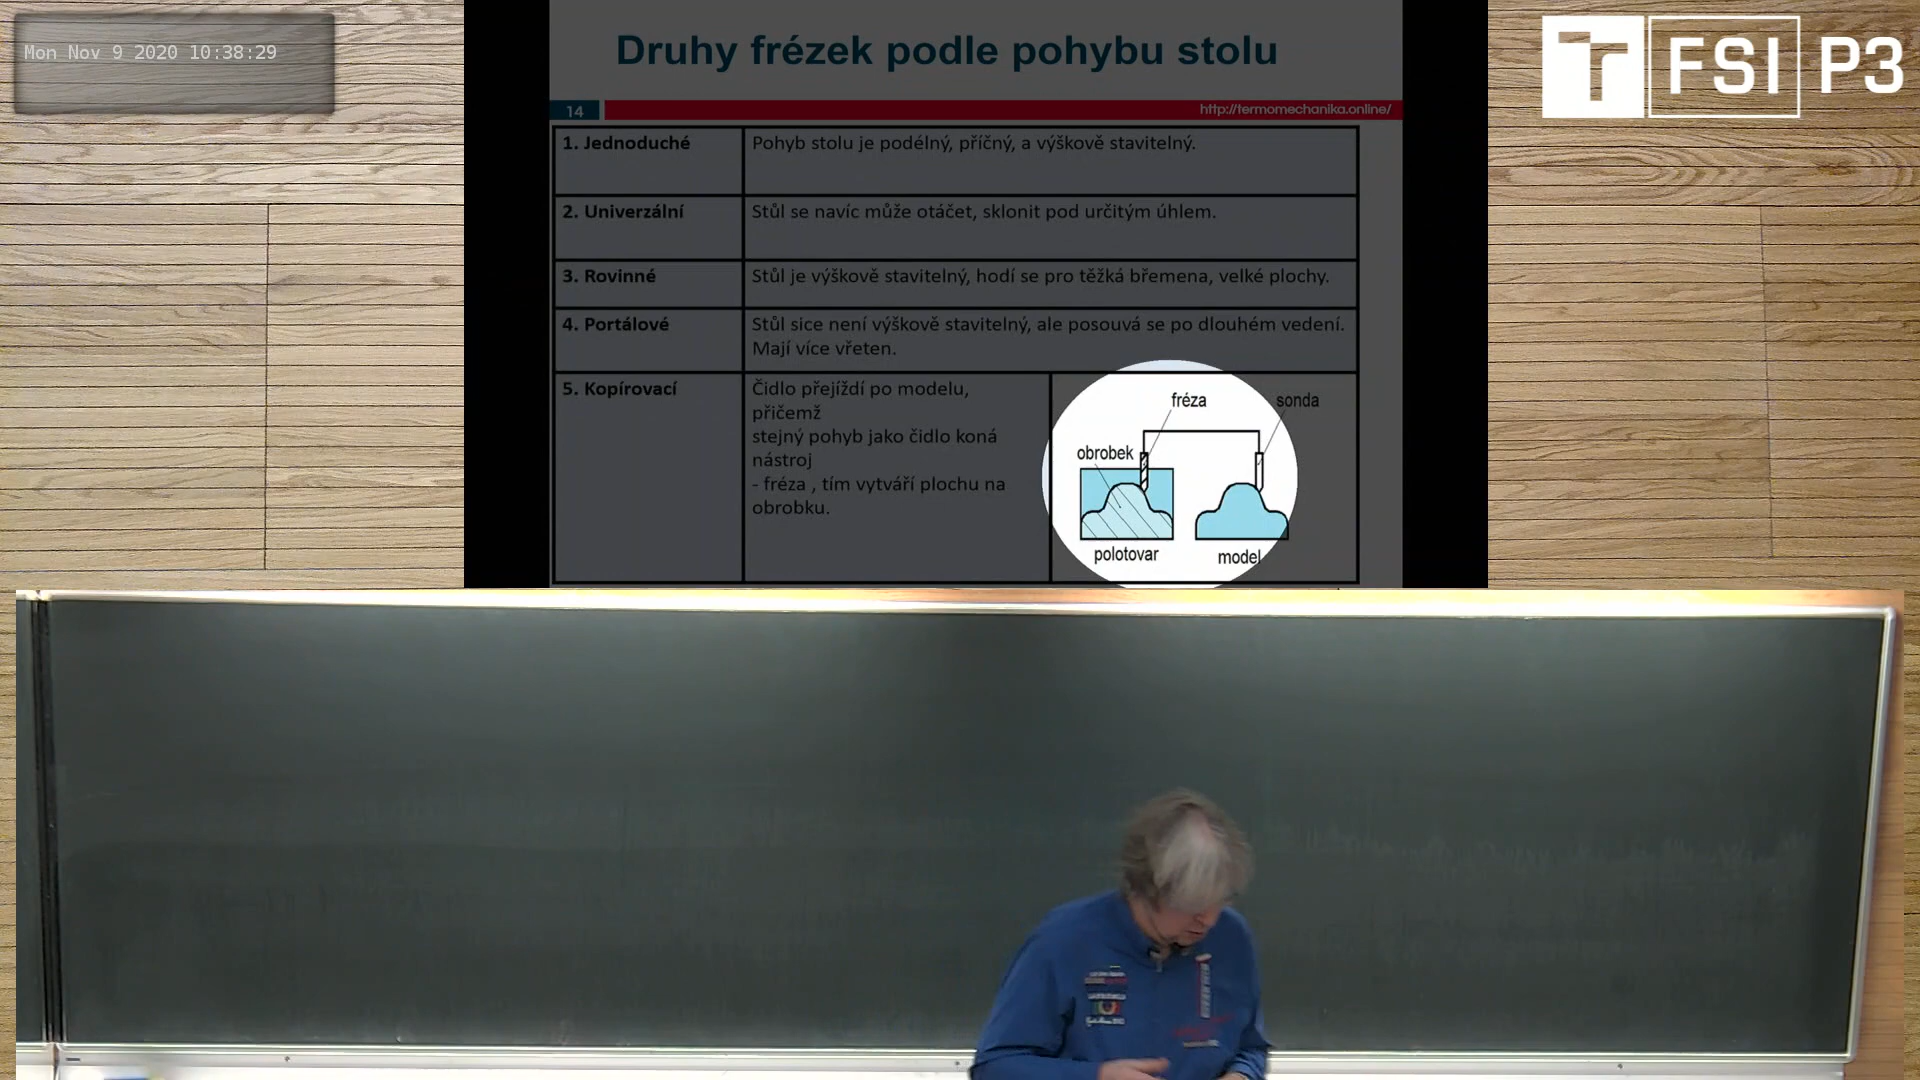 Mon Nov 9 2020 10:38:29
Druhy frézek podle pohybu stolu
FSI P3
14
http://termomechanika.online/
1. Jednoduché
Pohyb stolu je podélný, příčný, a výškově stavitelný.
2. Univerzální
Stůl se navíc může otáčet, sklonit pod určitým úhlem.
3. Rovinné
Stůl je výškově stavitelný, hodí se pro těžká břemena, velké plochy.
4. Portálové
Stůl sice není výškově stavitelný, ale posouvá se po dlouhém vedení.
Mají více vřeten.
5. Kopírovací
Čidlo přejíždí po modelu,
přičemž
stejný pohyb jako čidlo koná
nástroj
- fréza , tím vytváří plochu na
obrobku.
fréza
sonda
obrobek
polotovar
model